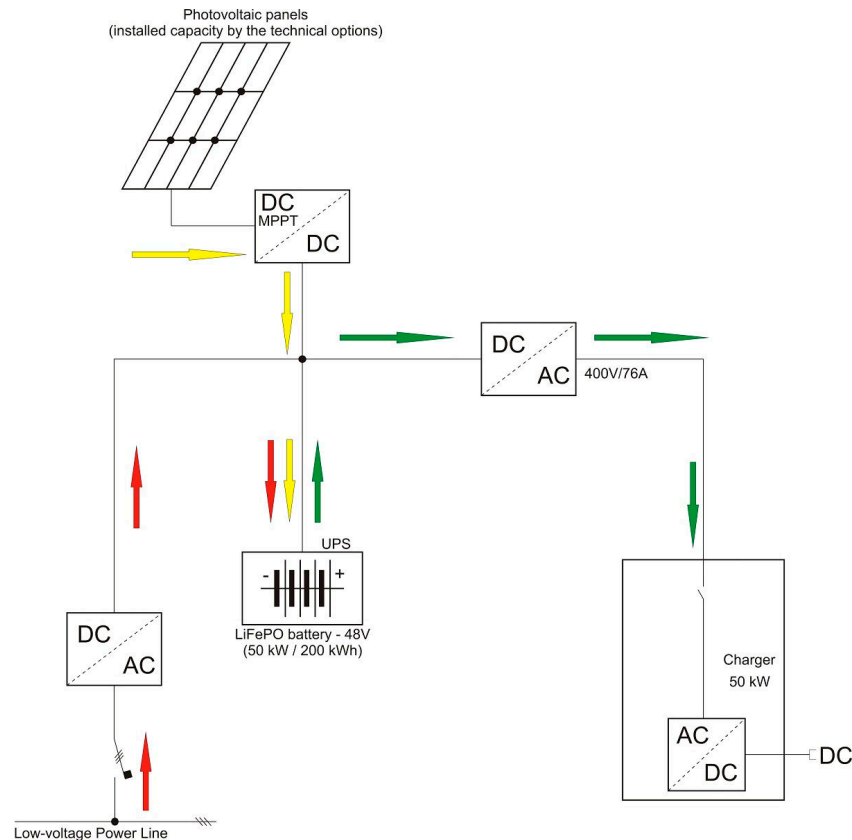 Photovoltaic panels
(installed capacity by the technical options)
DC
MPPT
DC
DC
AC
400V/76A
UPS
- +
LiFePO battery - 48V
(50 kW / 200 kWh)
DC
AC
Charger
50 kW
AC
DC
DC
Low-voltage Power Line